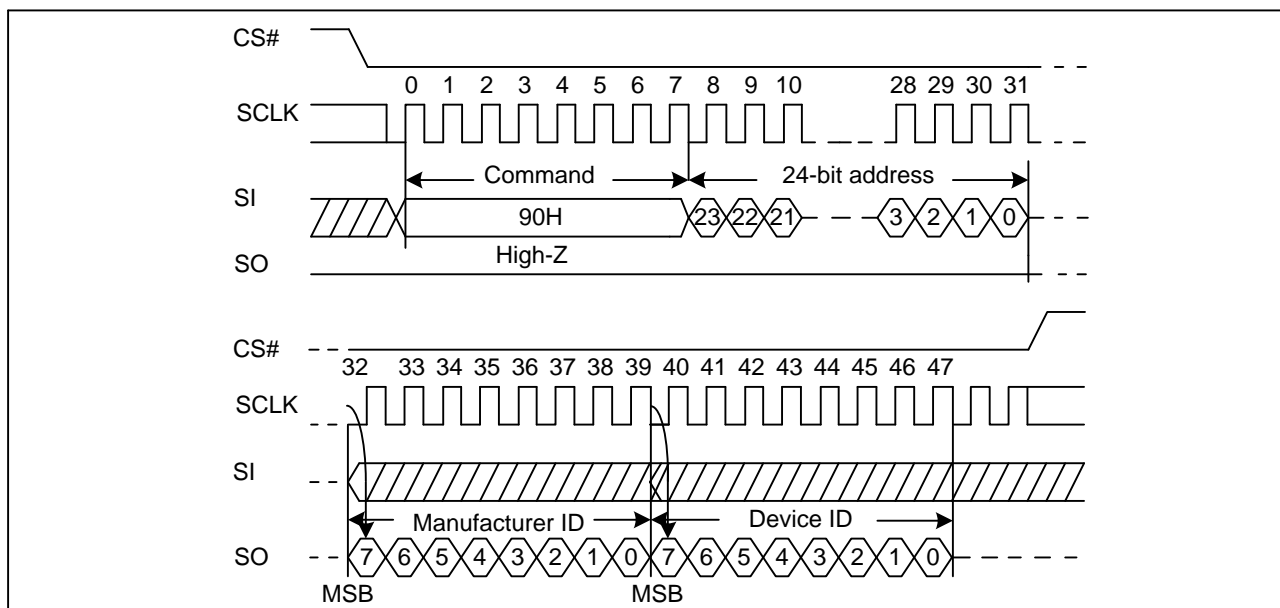 CS#
0 1 2 3 4 5 6 7 8 9 10 28 29 30 31
SCLK
Command 24-bit address
SI
90H 23 22 21 3 2 1 0
High-Z
SO
CS#
32 33 34 35 36 37 38 39 40 41 42 43 44 45 46 47
SCLK
SI
Manufacturer ID Device ID
SO 7 6 5 4 3 2 1 0 7 6 5 4 3 2 1 0
MSB MSB